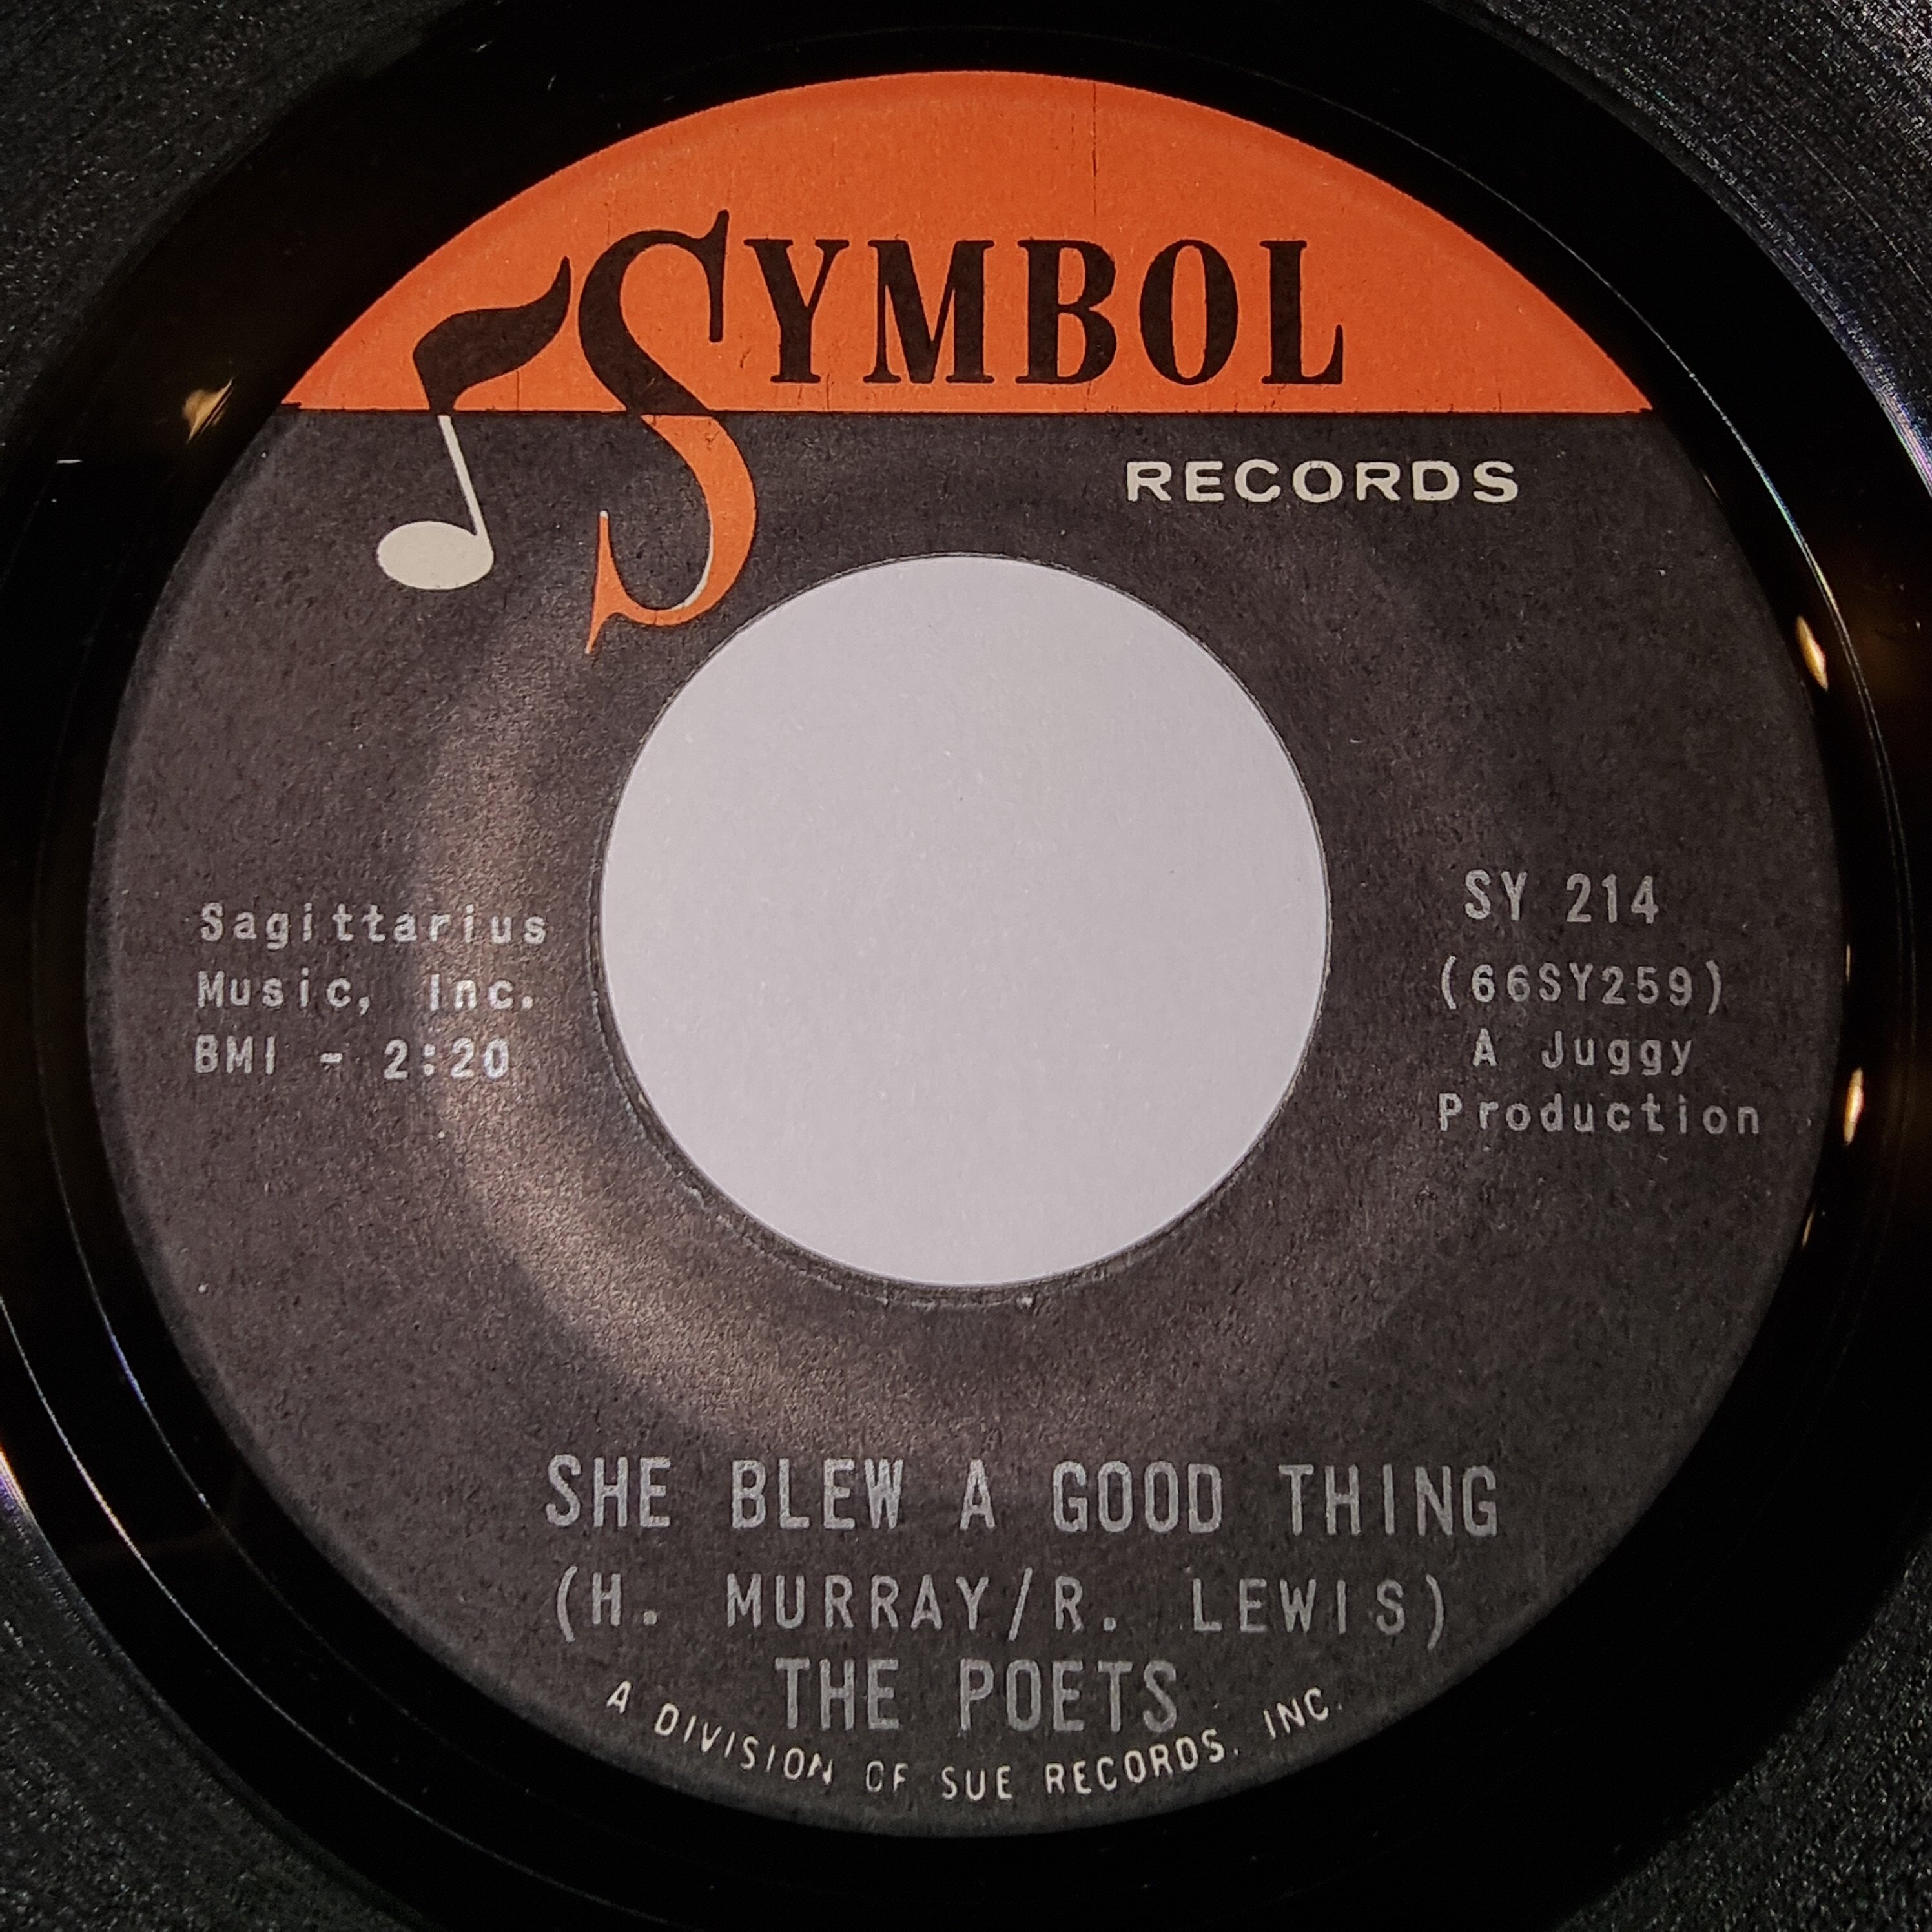 SYMBOL
RECORDS
Sagittarius
Music, Inc.
BMI - 2:20
SY 214
(66SY259)
A Juggy
Production
SHE BLEW A GOOD THING
(H. MURRAY/R. LEWIS)
THE POETS
A DIVISION OF SUE RECORDS, INC.